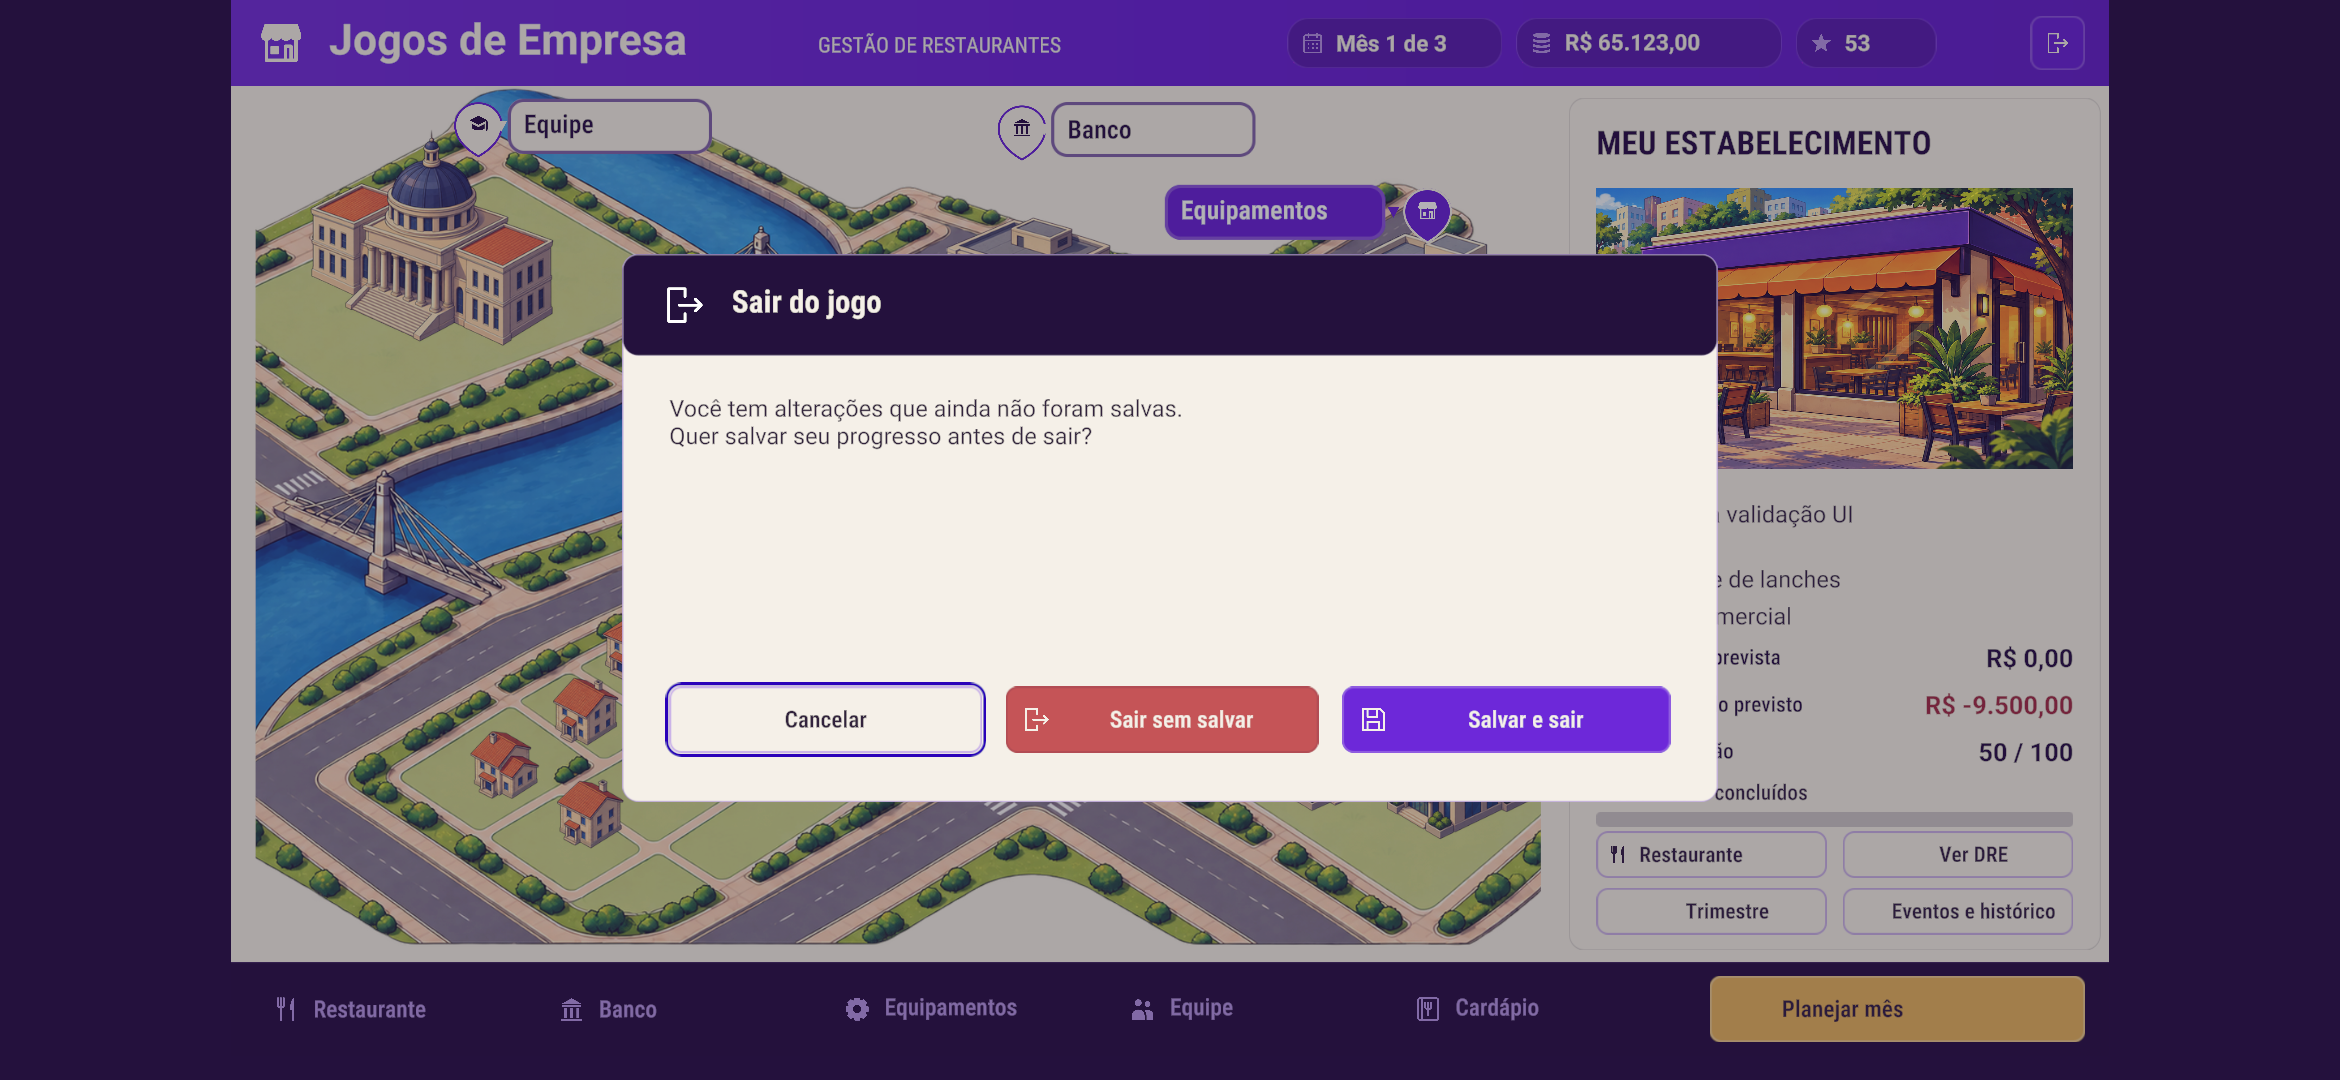 Jogos de Empresa
GESTÃO DE RESTAURANTES
Mês 1 de 3
R$ 65.123,00
53
Equipe
Banco
Equipamentos
MEU ESTABELECIMENTO
Sair do jogo
Você tem alterações que ainda não foram salvas.
Quer salvar seu progresso antes de sair?
Cancelar
Sair sem salvar
Salvar e sair
validação UI
de lanches
R$ 0,00
previsto
R$ -9.500,00
50 / 100
concluídos
Restaurante
Ver DRE
Trimestre
Eventos e histórico
Restaurante
Banco
Equipamentos
Equipe
Cardápio
Planejar mês